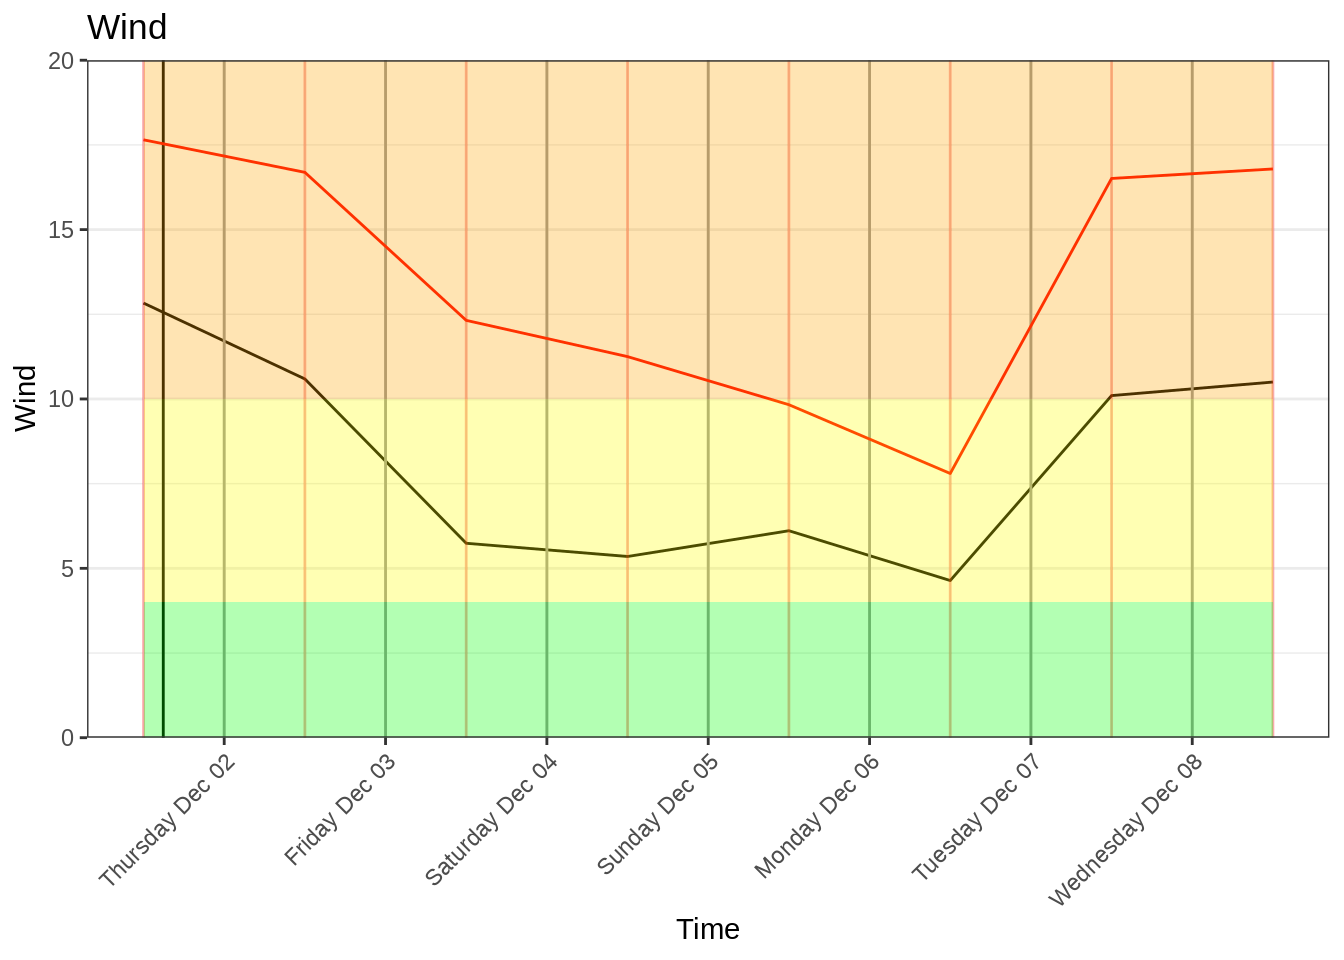 Wind
20
15
10
5
0
Wind
Thursday Dec 02
Friday Dec 03
Saturday Dec 04
Sunday Dec 05
Monday Dec 06
Tuesday Dec 07
Wednesday Dec 08
Time